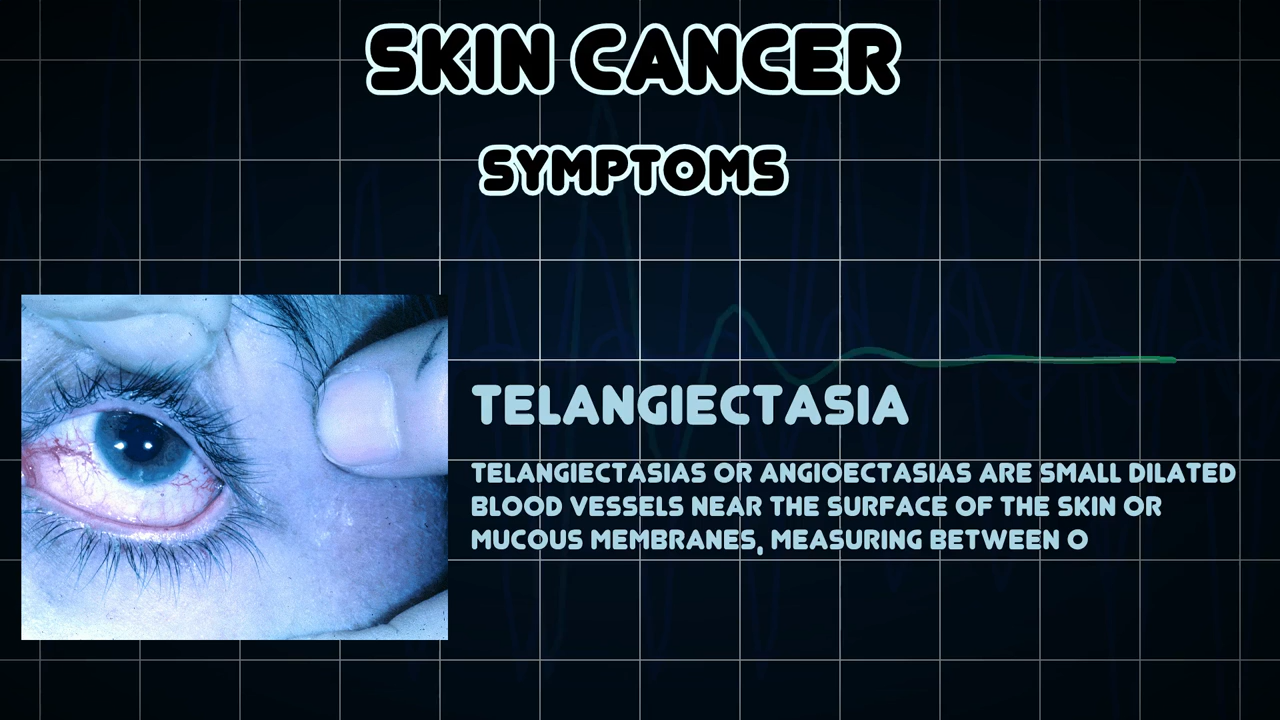 SKIN CANCER
SYMPTOMS
TELANGIECTASIA
TELANGIECTASIAS OR ANGIOECTASIAS ARE SMALL DILATED
BLOOD VESSELS NEAR THE SURFACE OF THE SKIN OR
MUCOUS MEMBRANES, MEASURING BETWEEN 0